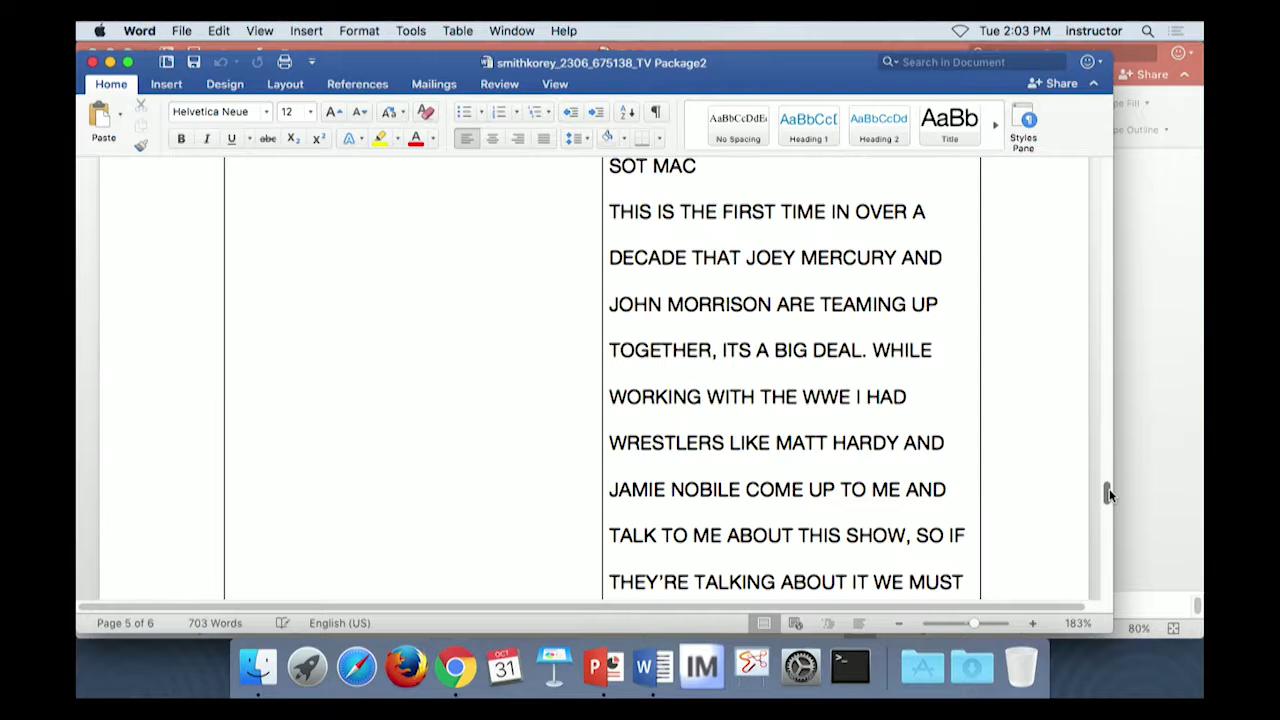 Word File Edit View Insert Format Tools Table Window Help Tue 2:03 PM instructor
smithkorey_2306_675138_TV Package2 Search in Document
Share
Home Insert Design Layout References Mailings Review View Share
Paste Helvetica Neue 12 AaBbCcDdEe AaBbCcDd AaBbCcDd AaBb
No Spacing Heading 1 Heading 2 Title Styles Pane
B I U abc X₂ X² A A
SOT MAC
THIS IS THE FIRST TIME IN OVER A
DECADE THAT JOEY MERCURY AND
JOHN MORRISON ARE TEAMING UP
TOGETHER, ITS A BIG DEAL. WHILE
WORKING WITH THE WWE I HAD
WRESTLERS LIKE MATT HARDY AND
JAMIE NOBILE COME UP TO ME AND
TALK TO ME ABOUT THIS SHOW, SO IF
THEY'RE TALKING ABOUT IT WE MUST
Page 5 of 6 703 Words English (US) 183%
80%
OCT
31
P W IM